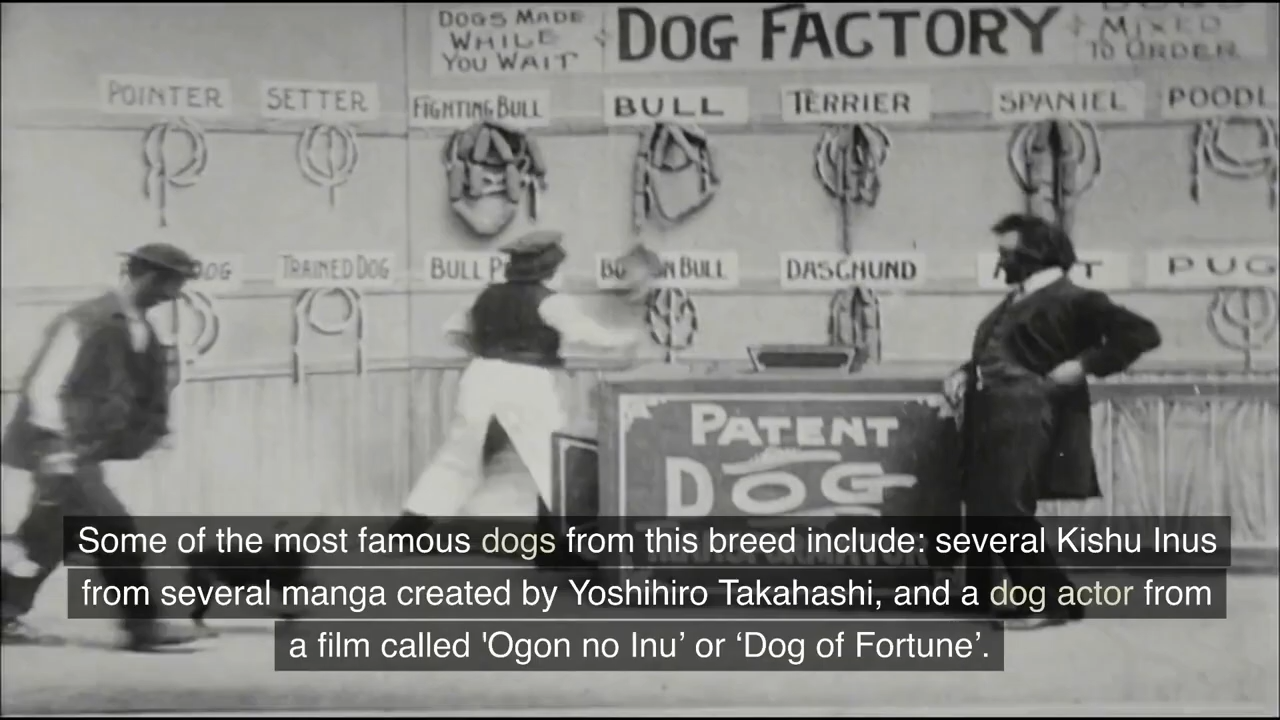 DOGS MADE
WHILE
YOU WAIT
DOG FACTORY
MIXED
TO ORDER
POINTER
SETTER
FIGHTING BULL
BULL
TERRIER
SPANIEL
POODL
TRAINED DOG
BULL
BULL
DASCHUND
PUG
PATENT
DOG
Some of the most famous dogs from this breed include: several Kishu Inus
from several manga created by Yoshihiro Takahashi, and a dog actor from
a film called 'Ogon no Inu’ or ‘Dog of Fortune’.